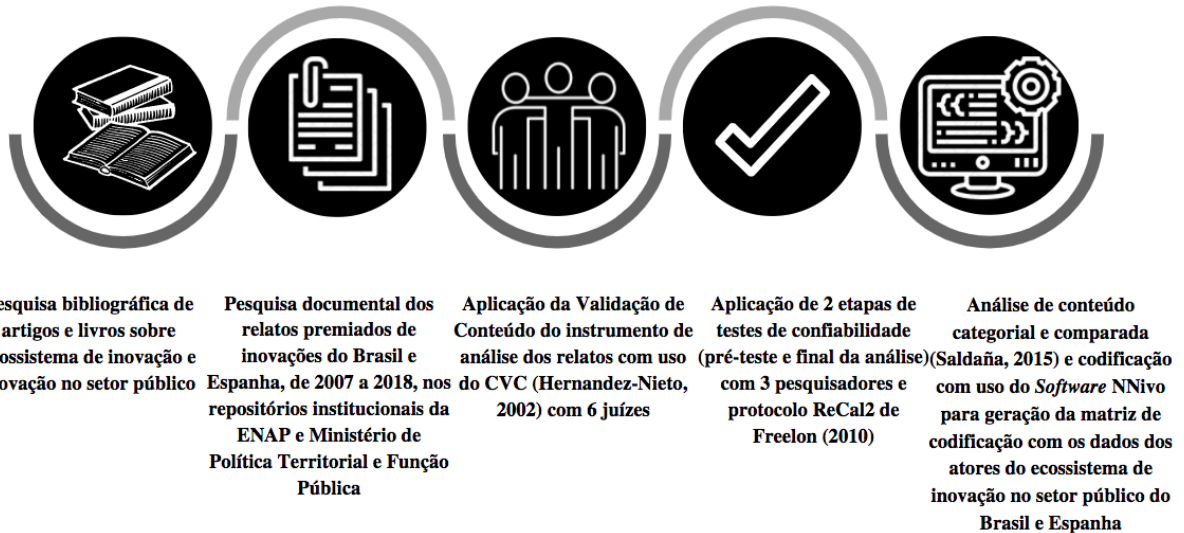 esquisa bibliográfica de
artigos e livros sobre
ossistema de inovação e
ovação no setor público
Pesquisa documental dos
relatos premiados de
inovações do Brasil e
Espanha, de 2007 a 2018, nos
repositórios institucionais da
ENAP e Ministério de
Política Territorial e Função
Pública
Aplicação da Validação de
Conteúdo do instrumento de
análise dos relatos com uso
do CVC (Hernandez-Nieto,
2002) com 6 juízes
Aplicação de 2 etapas de
testes de confiabilidade
(pré-teste e final da análise)
com 3 pesquisadores e
protocolo ReCal2 de
Freelon (2010)
Análise de conteúdo
categorial e comparada
(Saldaña, 2015) e codificação
com uso do Software NNivo
para geração da matriz de
codificação com os dados dos
atores do ecossistema de
inovação no setor público do
Brasil e Espanha